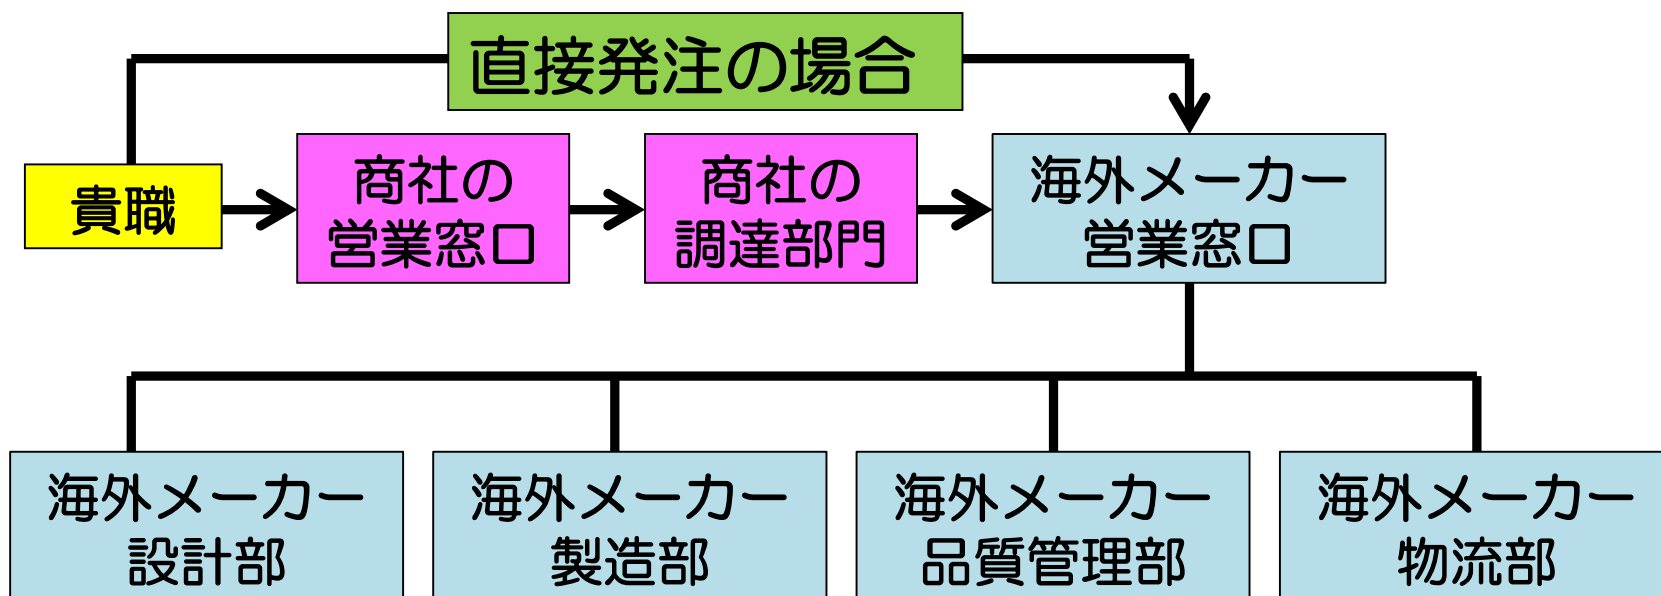 直接発注の場合
貴職
商社の
営業窓口
商社の
調達部門
海外メーカー
営業窓口
海外メーカー
設計部
海外メーカー
製造部
海外メーカー
品質管理部
海外メーカー
物流部